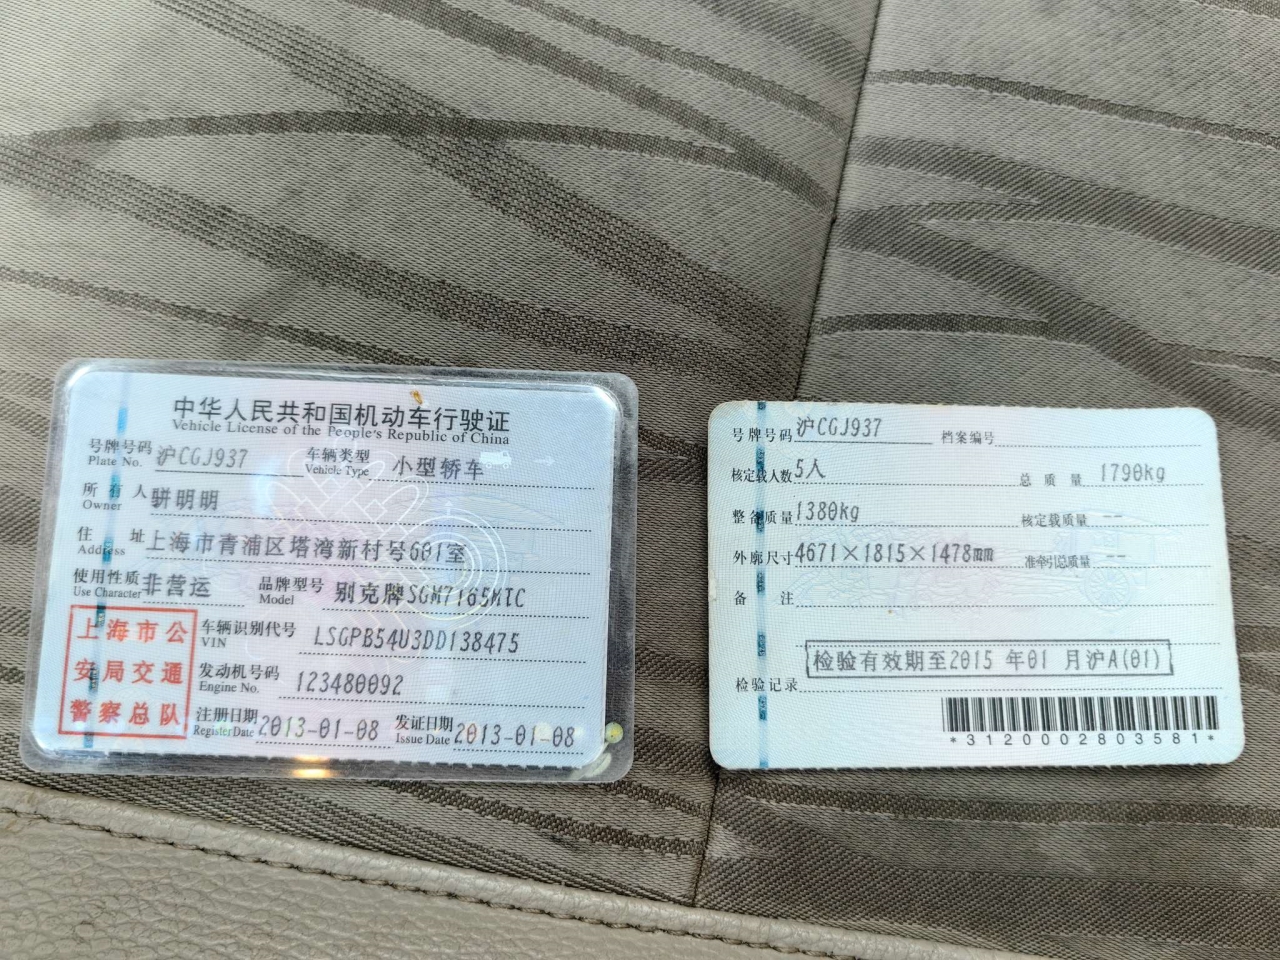 中华人民共和国机动车行驶证
Vehicle License of the People's Republic of China
号牌号码 沪CGJ937 车辆类型 小型轿车
Plate No. Vehicle Type
所有人 骈明明
Owner
住址 上海市青浦区塔湾新村号601室
Address
使用性质 非营运 品牌型号 别克牌SGM7165MTC
Use Character Model
上海市公
安局交通
警察总队
车辆识别代号 LSGPB54U3DD138475
VIN
发动机号码 123480092
Engine No.
注册日期 2013-01-08 发证日期 2013-01-08
Register Date Issue Date
号牌号码 沪CGJ937 档案编号
核定载人数 5人 总质量 1790kg
整备质量 1380kg 核定载质量 --
外廓尺寸 4671×1815×1478mm 准牵引总质量 --
备注
检验有效期至2015 年01 月沪A(01)
检验记录
*3120002803581*